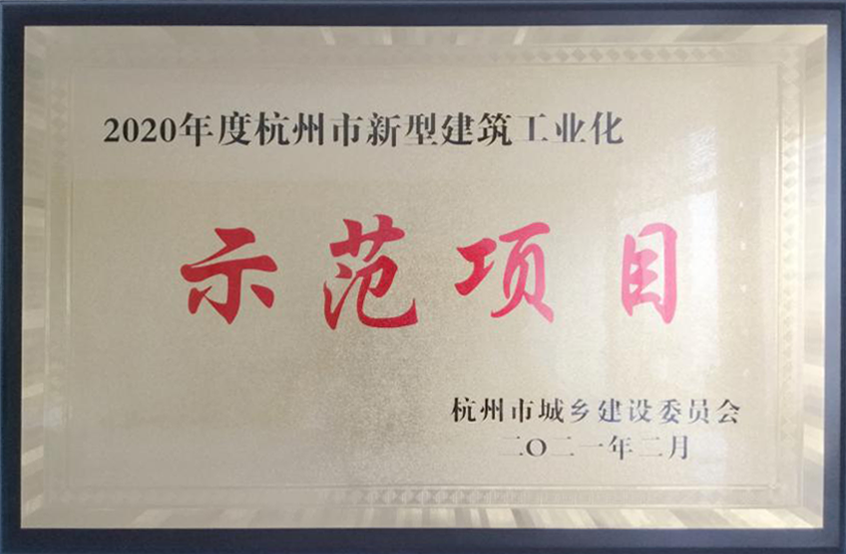 2020年度杭州市新型建筑工业化
示范项目
杭州市城乡建设委员会
二〇二一年二月